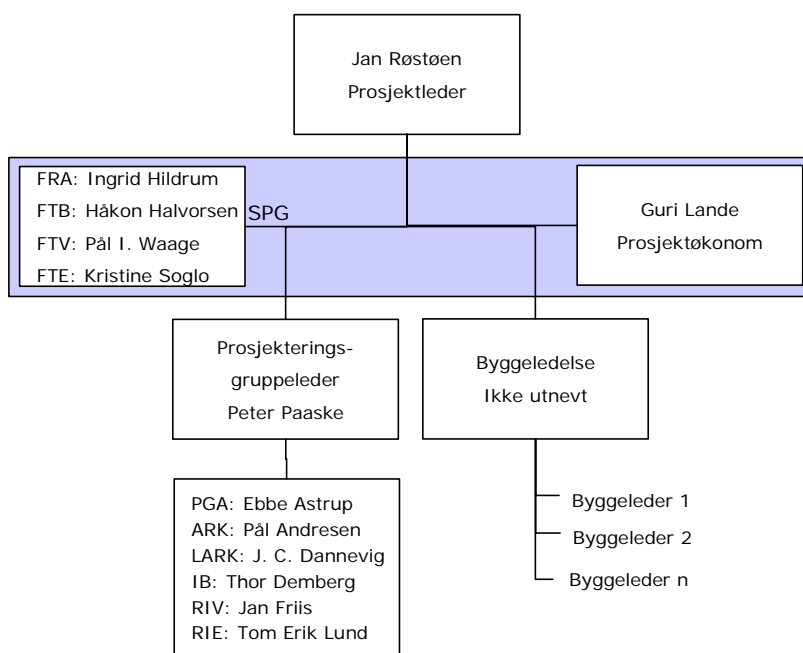 Jan Røstøen
Prosjektleder
FRA: Ingrid Hildrum
FTB: Håkon Halvorsen
FTV: Pål I. Waage
FTE: Kristine Soglo
SPG
Guri Lande
Prosjektøkonom
Prosjekterings-
gruppeleder
Peter Paaske
Byggeledelse
Ikke utnevt
PGA: Ebbe Astrup
ARK: Pål Andresen
LARK: J. C. Dannevig
IB: Thor Demberg
RIV: Jan Friis
RIE: Tom Erik Lund
Byggeleder 1
Byggeleder 2
Byggeleder n